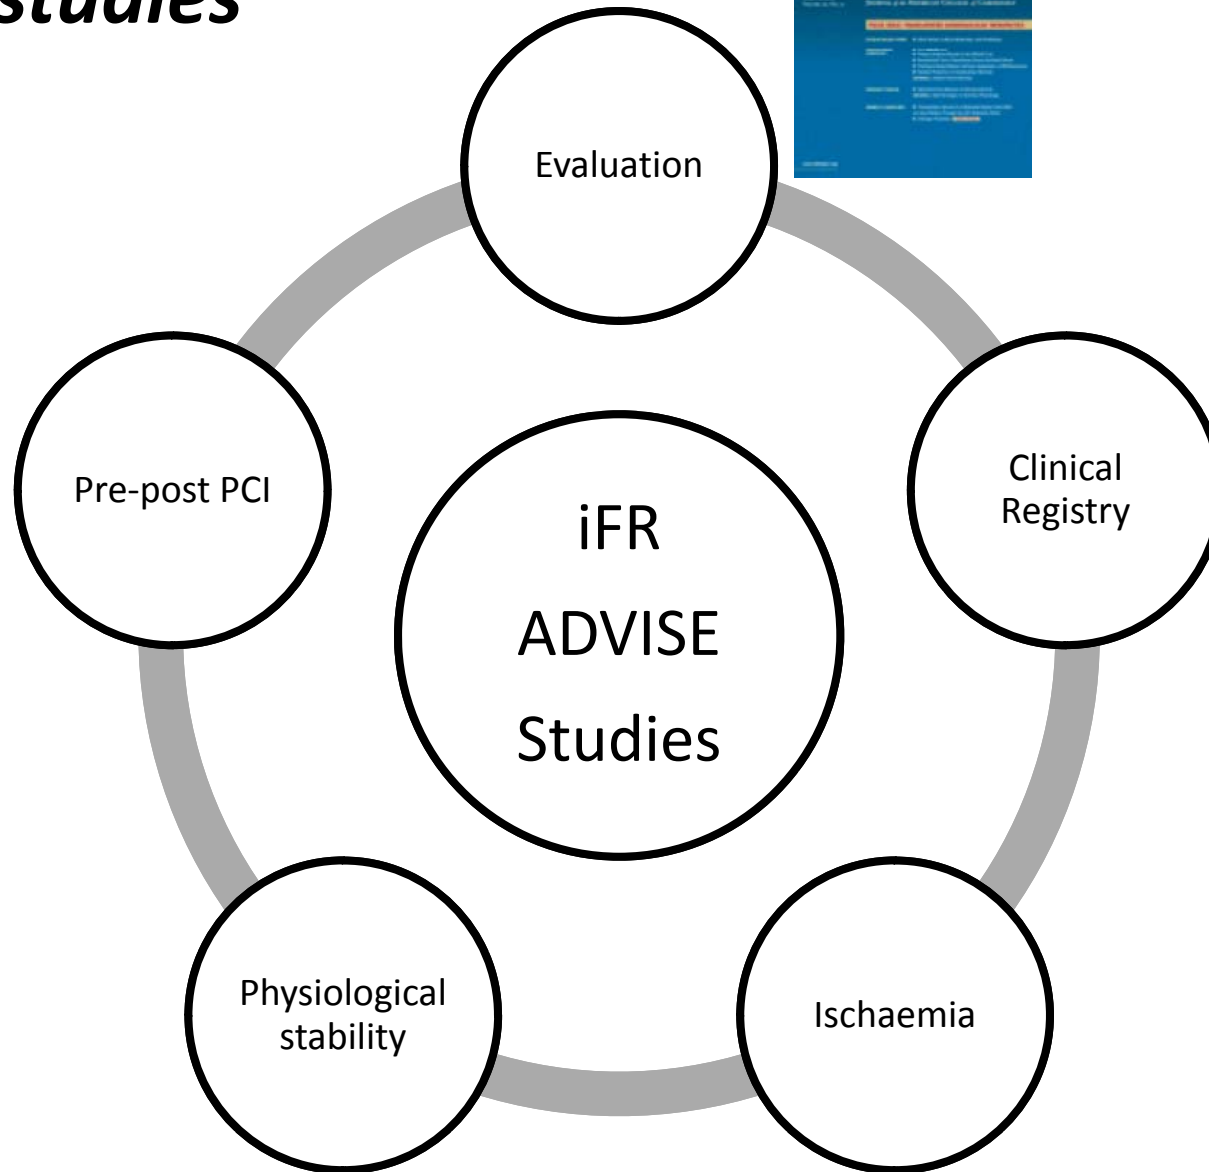 studies
Evaluation
Pre-post PCI
Clinical
Registry
iFR
ADVISE
Studies
Physiological
stability
Ischaemia